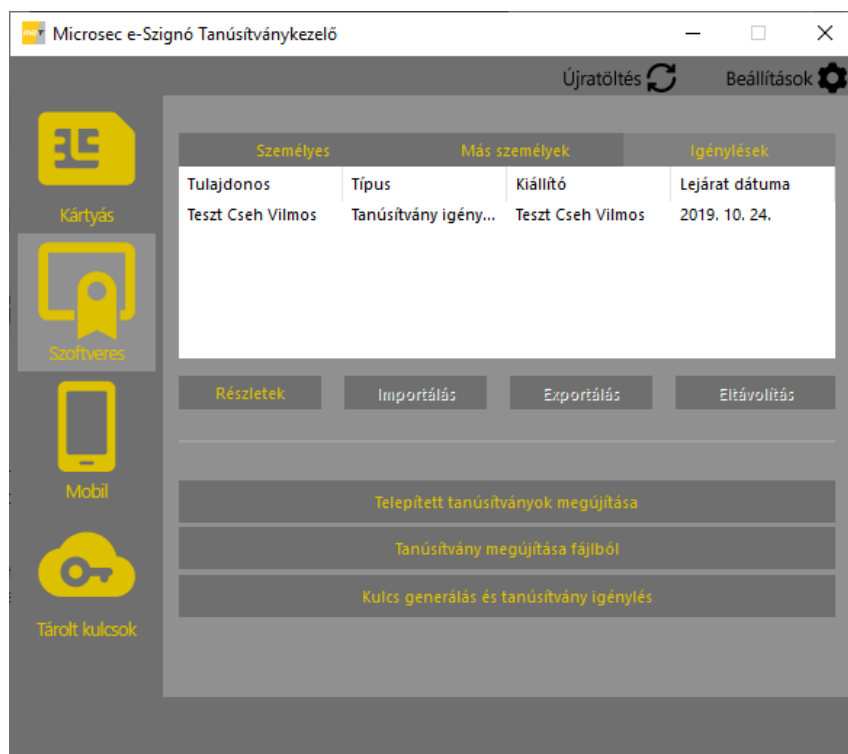 Microsec e-Szignó Tanúsítványkezelő
Újratöltés Beállítások
Kártyás
Szoftveres
Mobil
Tárolt kulcsok
Személyes Más személyek Igénylések
Tulajdonos Típus Kiállító Lejárat dátuma
Teszt Cseh Vilmos Tanúsítvány igény... Teszt Cseh Vilmos 2019. 10. 24.
Részletek Importálás Exportálás Eltávolítás
Telepített tanúsítványok megújítása
Tanúsítvány megújítása fájlból
Kulcs generálás és tanúsítvány igénylés